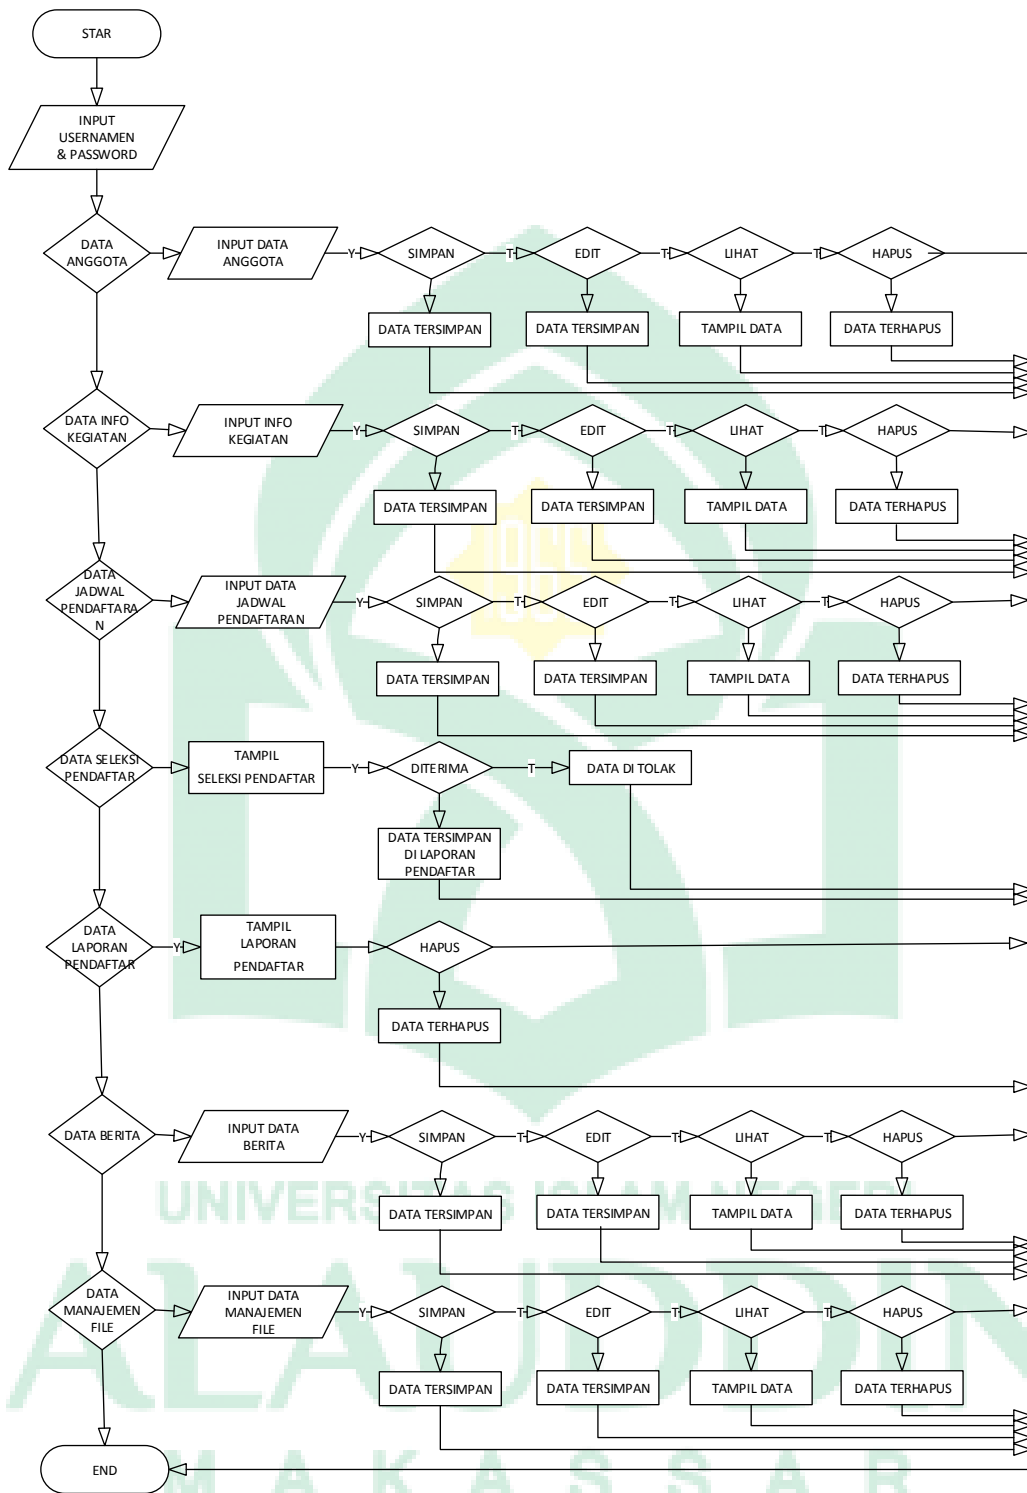 STAR
INPUT
USERNAMEN
& PASSWORD
DATA
ANGGOTA
INPUT DATA
ANGGOTA
Y
SIMPAN
T
EDIT
T
LIHAT
T
HAPUS
DATA TERSIMPAN
DATA TERSIMPAN
TAMPIL DATA
DATA TERHAPUS
DATA INFO
KEGIATAN
INPUT INFO
KEGIATAN
Y
SIMPAN
T
EDIT
T
LIHAT
T
HAPUS
DATA TERSIMPAN
DATA TERSIMPAN
TAMPIL DATA
DATA TERHAPUS
1965
DATA
JADWAL
PENDAFTARA
N
INPUT DATA
JADWAL
PENDAFTARAN
Y
SIMPAN
T
EDIT
T
LIHAT
T
HAPUS
DATA TERSIMPAN
DATA TERSIMPAN
TAMPIL DATA
DATA TERHAPUS
DATA SELEKSI
PENDAFTAR
TAMPIL
SELEKSI PENDAFTAR
Y
DITERIMA
T
DATA DI TOLAK
DATA TERSIMPAN
DI LAPORAN
PENDAFTAR
DATA
LAPORAN
PENDAFTAR
Y
TAMPIL
LAPORAN
PENDAFTAR
HAPUS
DATA TERHAPUS
DATA BERITA
INPUT DATA
BERITA
Y
SIMPAN
T
EDIT
T
LIHAT
T
HAPUS
DATA TERSIMPAN
DATA TERSIMPAN
TAMPIL DATA
DATA TERHAPUS
UNIVERSITAS ISLAM NEGERI
DATA
MANAJEMEN
FILE
INPUT DATA
MANAJEMEN
FILE
Y
SIMPAN
T
EDIT
T
LIHAT
T
HAPUS
DATA TERSIMPAN
DATA TERSIMPAN
TAMPIL DATA
DATA TERHAPUS
ALAUDDIN
END
MAKASSAR